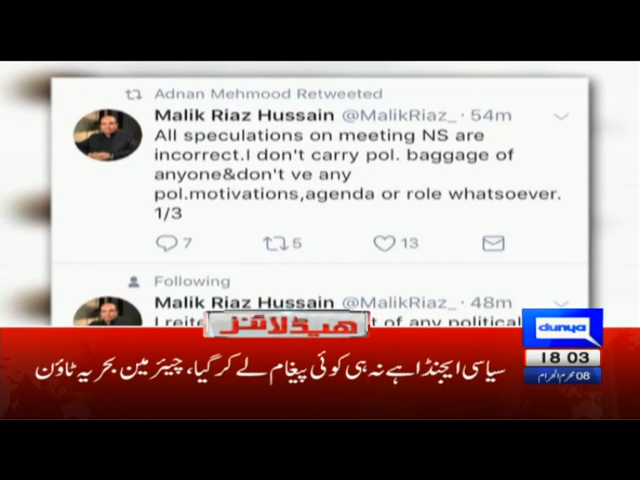 Adnan Mehmood Retweeted
Malik Riaz Hussain @MalikRiaz_ · 54m
All speculations on meeting NS are
incorrect.I don't carry pol. baggage of
anyone&don't ve any
pol.motivations,agenda or role whatsoever.
1/3
7 5 13
Following
Malik Riaz Hussain @MalikRiaz_ · 48m
of any political
ہیڈلائنز
سیاسی ایجنڈا ہے نہ ہی کوئی پیغام لے کر گیا، چیئرمین بحریہ ٹاؤن
dunya
18 03
08 محرم الحرام